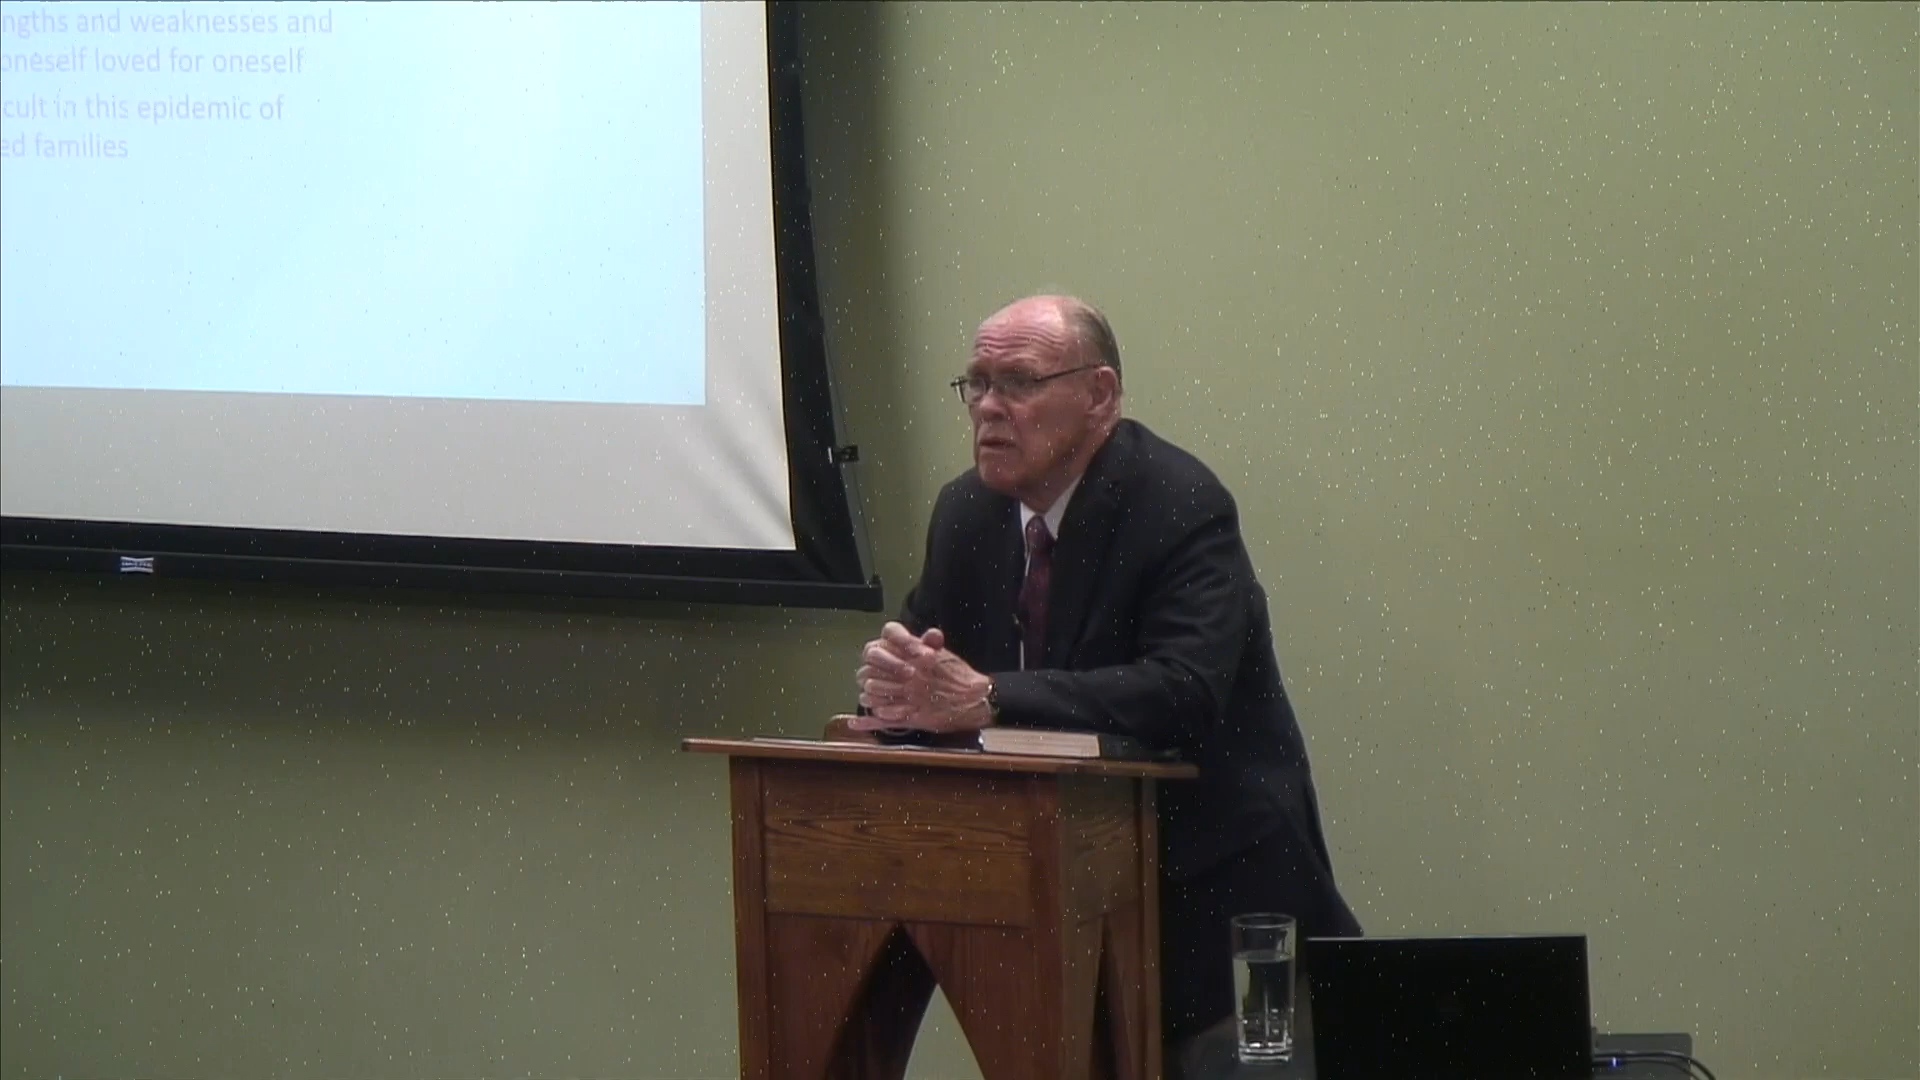 ngths and weaknesses and
oneself loved for oneself
cult in this epidemic of
ed families